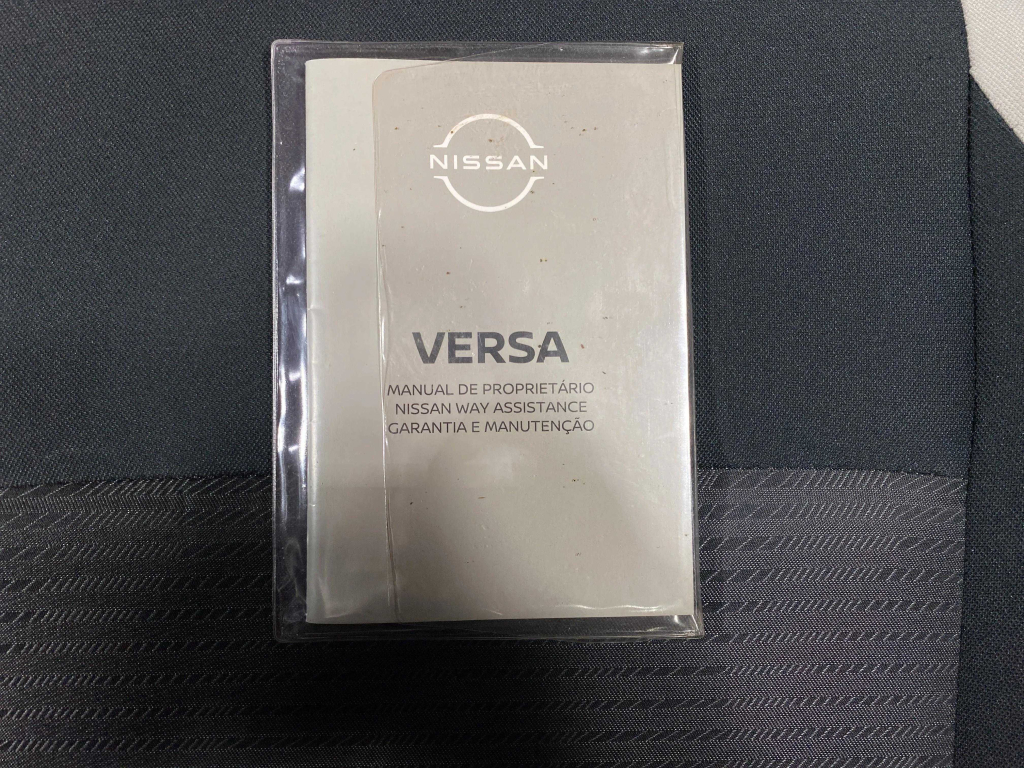 NISSAN
VERSA
MANUAL DE PROPRIETÁRIO
NISSAN WAY ASSISTANCE
GARANTIA E MANUTENÇÃO